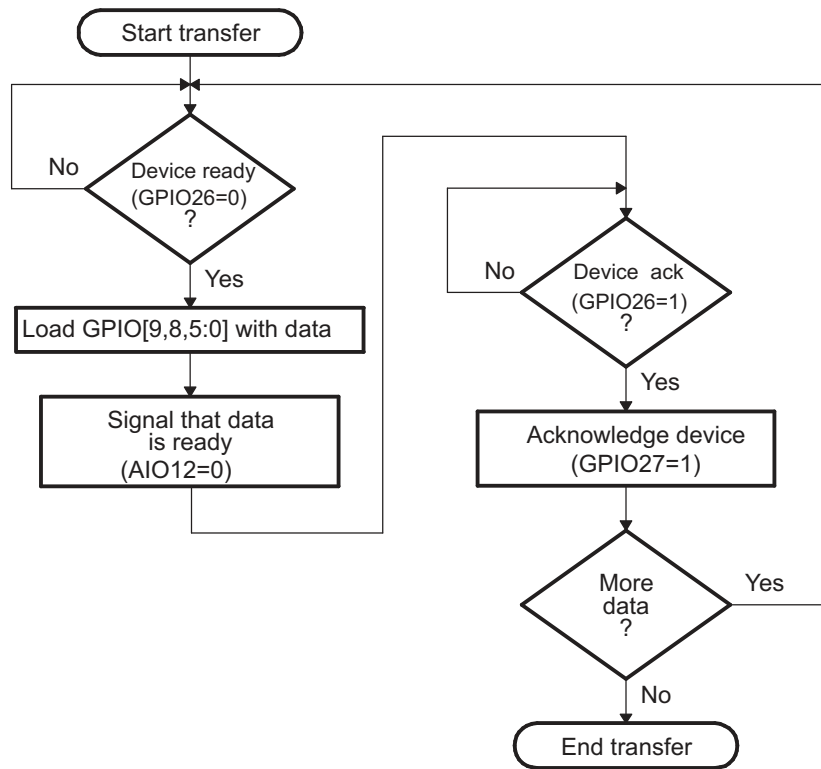 Start transfer
No
Device ready
(GPIO26=0)
?
Yes
Load GPIO[9,8,5:0] with data
Signal that data
is ready
(AIO12=0)
No
Device ack
(GPIO26=1)
?
Yes
Acknowledge device
(GPIO27=1)
More
data
?
Yes
No
End transfer